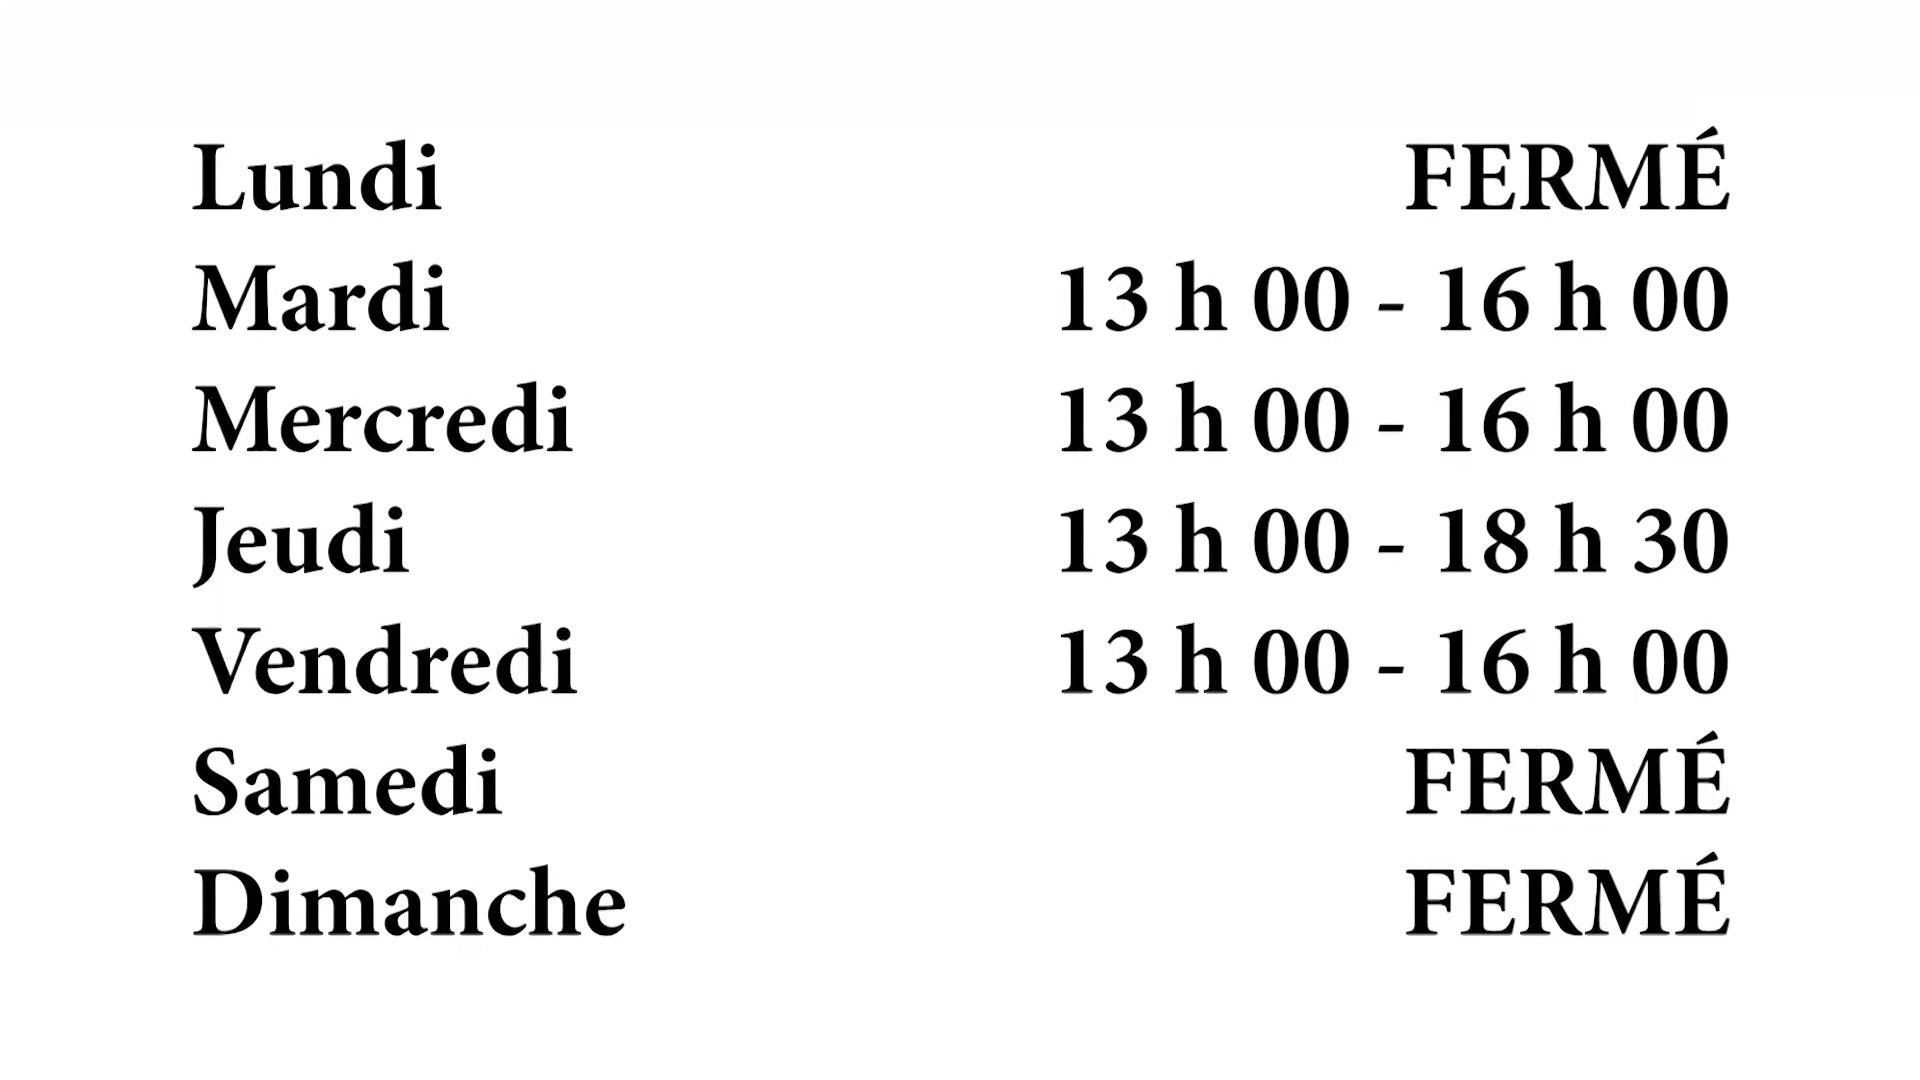 Lundi FERMÉ
Mardi 13 h 00 - 16 h 00
Mercredi 13 h 00 - 16 h 00
Jeudi 13 h 00 - 18 h 30
Vendredi 13 h 00 - 16 h 00
Samedi FERMÉ
Dimanche FERMÉ